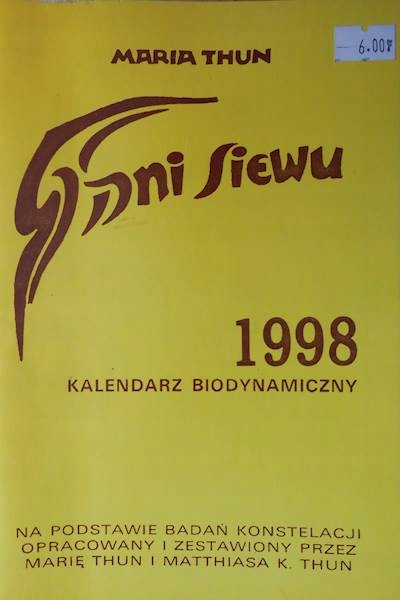 MARIA THUN
6.00
Dni Siewu
1998
KALENDARZ BIODYNAMICZNY
NA PODSTAWIE BADAŃ KONSTELACJI
OPRACOWANY I ZESTAWIONY PRZEZ
MARIĘ THUN I MATTHIASA K. THUN